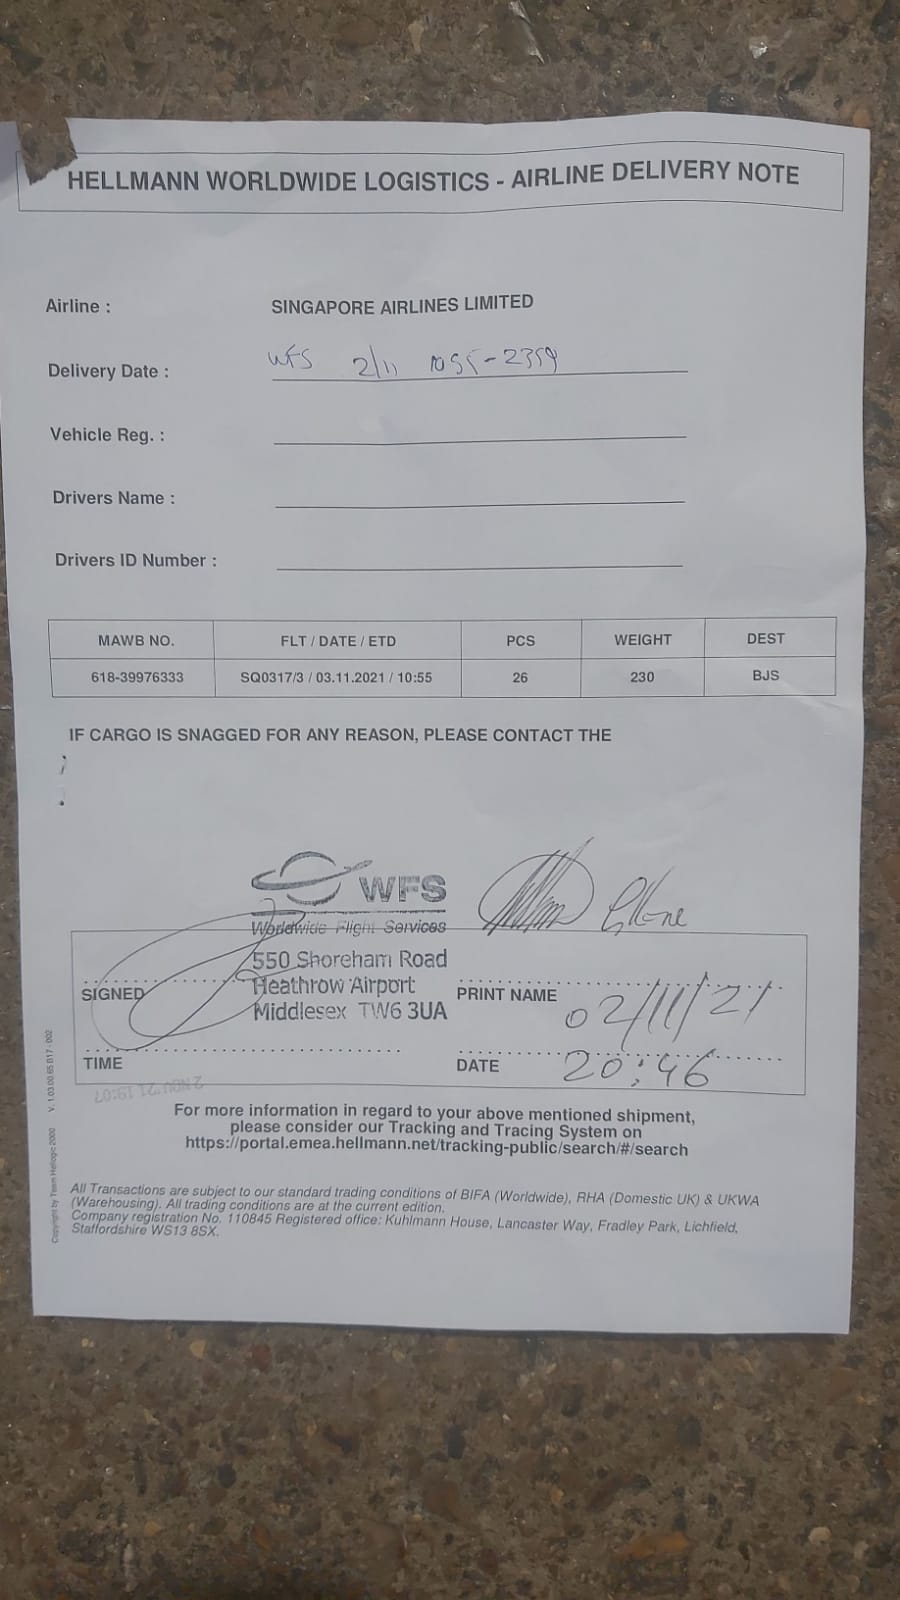 HELLMANN WORLDWIDE LOGISTICS - AIRLINE DELIVERY NOTE
Airline : SINGAPORE AIRLINES LIMITED
Delivery Date : WFS 2/11 1055-2359
Vehicle Reg. :
Drivers Name :
Drivers ID Number :
MAWB NO. FLT / DATE / ETD PCS WEIGHT DEST
618-39976333 SQ0317/3 / 03.11.2021 / 10:55 26 230 BJS
IF CARGO IS SNAGGED FOR ANY REASON, PLEASE CONTACT THE
WFS
Worldwide Flight Services
550 Shoreham Road
Heathrow Airport
Middlesex TW6 3UA
SIGNED
PRINT NAME 02/11/21
TIME
DATE 20:46
2 NOV '21 19:07
For more information in regard to your above mentioned shipment,
please consider our Tracking and Tracing System on
https://portal.emea.hellmann.net/tracking-public/search/#/search
All Transactions are subject to our standard trading conditions of BIFA (Worldwide), RHA (Domestic UK) & UKWA
(Warehousing). All trading conditions are at the current edition.
Company registration No. 110845 Registered office: Kuhlmann House, Lancaster Way, Fradley Park, Lichfield,
Staffordshire WS13 8SX.
Copyright by Team Hellogic 2000 V. 1.03.00.65 B17 - 002